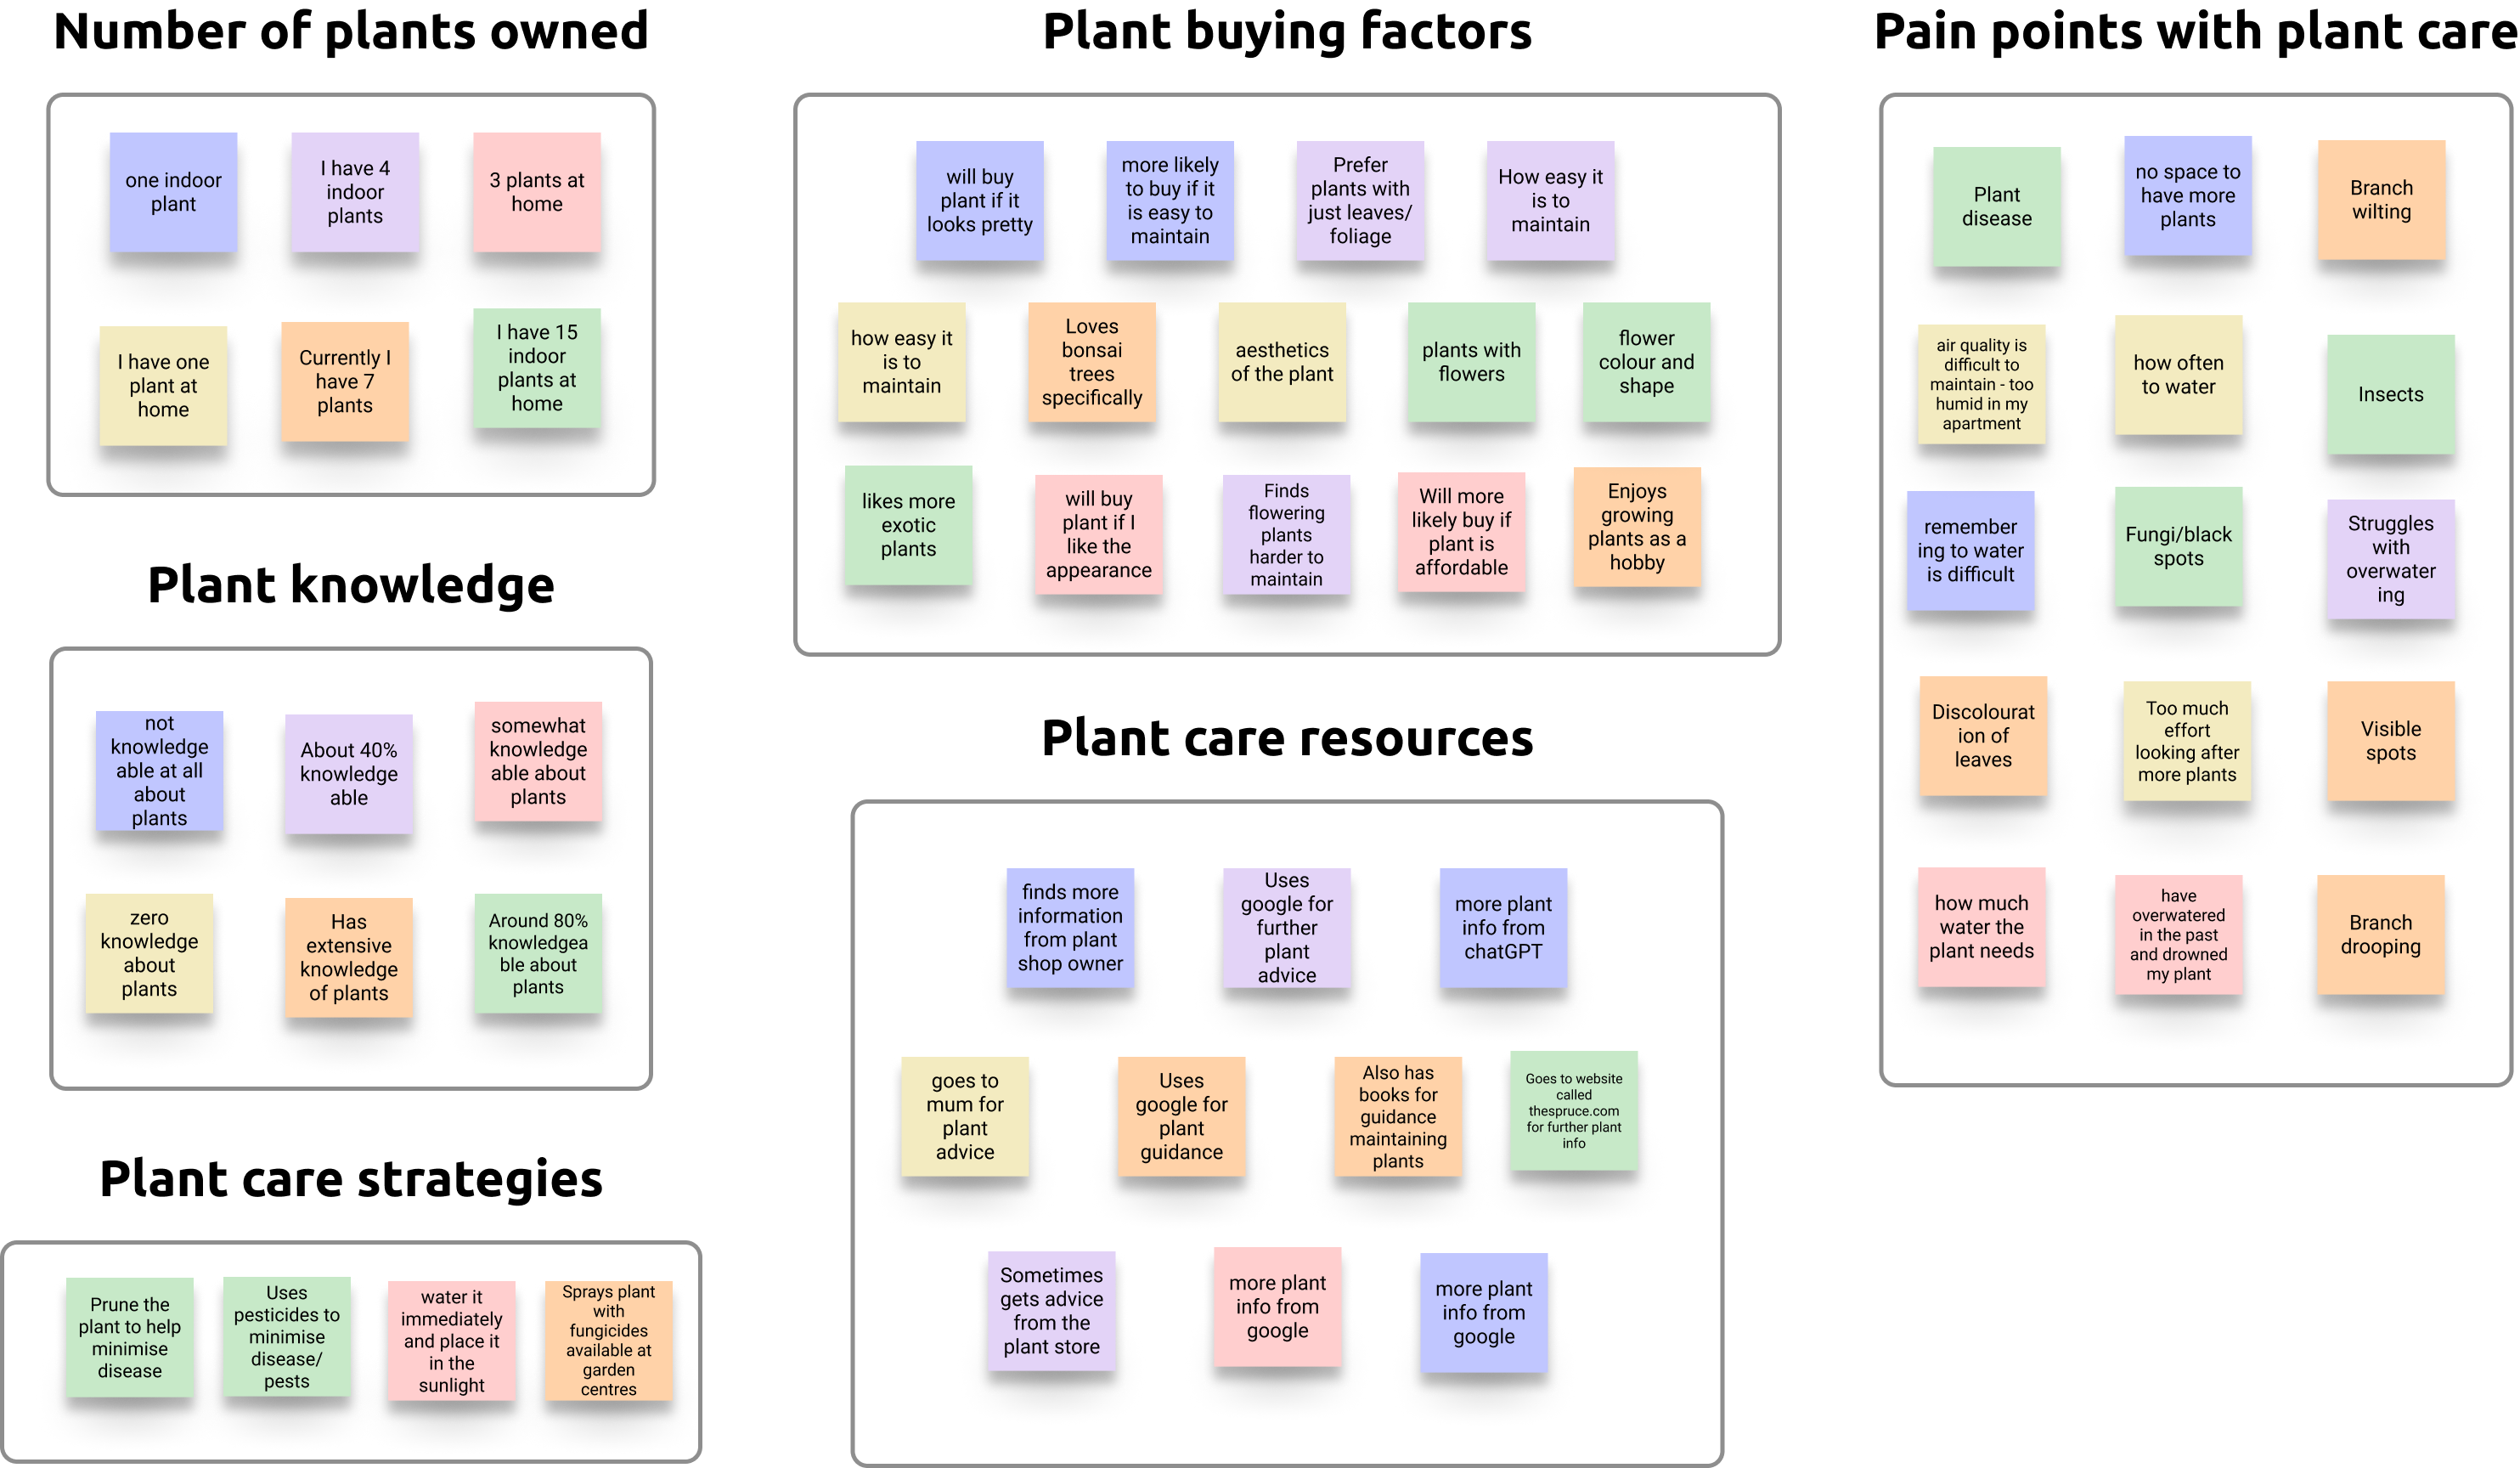 Number of plants owned
one indoor
plant
I have 4
indoor
plants
3 plants at
home
I have one
plant at
home
Currently I
have 7
plants
I have 15
indoor
plants at
home
Plant knowledge
not
knowledge
able at all
about
plants
About 40%
knowledge
able
somewhat
knowledge
able about
plants
zero
knowledge
about
plants
Has
extensive
knowledge
of plants
Around 80%
knowledgea
ble about
plants
Plant care strategies
Prune the
plant to help
minimise
disease
Uses
pesticides to
minimise
disease/
pests
water it
immediately
and place it
in the
sunlight
Sprays plant
with
fungicides
available at
garden
centres
Plant buying factors
will buy
plant if it
looks pretty
more likely
to buy if it
is easy to
maintain
Prefer
plants with
just leaves/
foliage
How easy it
is to
maintain
how easy it
is to
maintain
Loves
bonsai
trees
specifically
aesthetics
of the plant
plants with
flowers
flower
colour and
shape
likes more
exotic
plants
will buy
plant if I
like the
appearance
Finds
flowering
plants
harder to
maintain
Will more
likely buy if
plant is
affordable
Enjoys
growing
plants as a
hobby
Plant care resources
finds more
information
from plant
shop owner
Uses
google for
further
plant
advice
more plant
info from
chatGPT
goes to
mum for
plant
advice
Uses
google for
plant
guidance
Also has
books for
guidance
maintaining
plants
Goes to website
called
thespruce.com
for further plant
info
Sometimes
gets advice
from the
plant store
more plant
info from
google
more plant
info from
google
Pain points with plant care
Plant
disease
no space to
have more
plants
Branch
wilting
air quality is
difficult to
maintain - too
humid in my
apartment
how often
to water
Insects
remember
ing to water
is difficult
Fungi/black
spots
Struggles
with
overwater
ing
Discolourat
ion of
leaves
Too much
effort
looking after
more plants
Visible
spots
how much
water the
plant needs
have
overwatered
in the past
and drowned
my plant
Branch
drooping